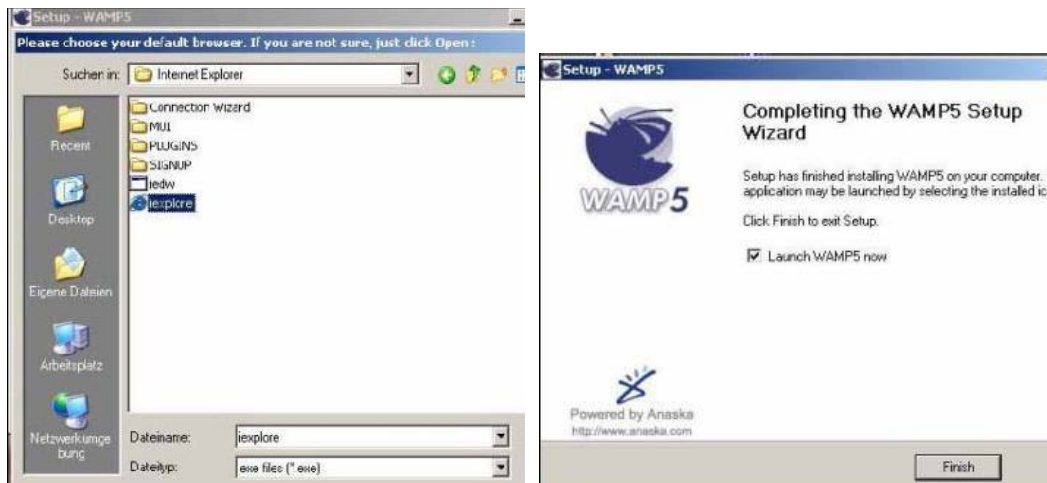 Setup - WAMP5
Please choose your default browser. If you are not sure, just click Open :
Suchen in:
Internet Explorer
Connection Wizard
MUI
PLUGINS
SIGNUP
iedw
iexplore
Recent
Desktop
Eigene Dateien
Arbeitsplatz
Netzwerkumge
bung
Dateiname:
iexplore
Dateityp:
exe files (*.exe)
Setup - WAMP5
Completing the WAMP5 Setup
Wizard
Setup has finished installing WAMP5 on your computer.
application may be launched by selecting the installed
Click Finish to exit Setup.
Launch WAMP5 now
WAMP5
Powered by Anaska
http://www.anaska.com
Finish